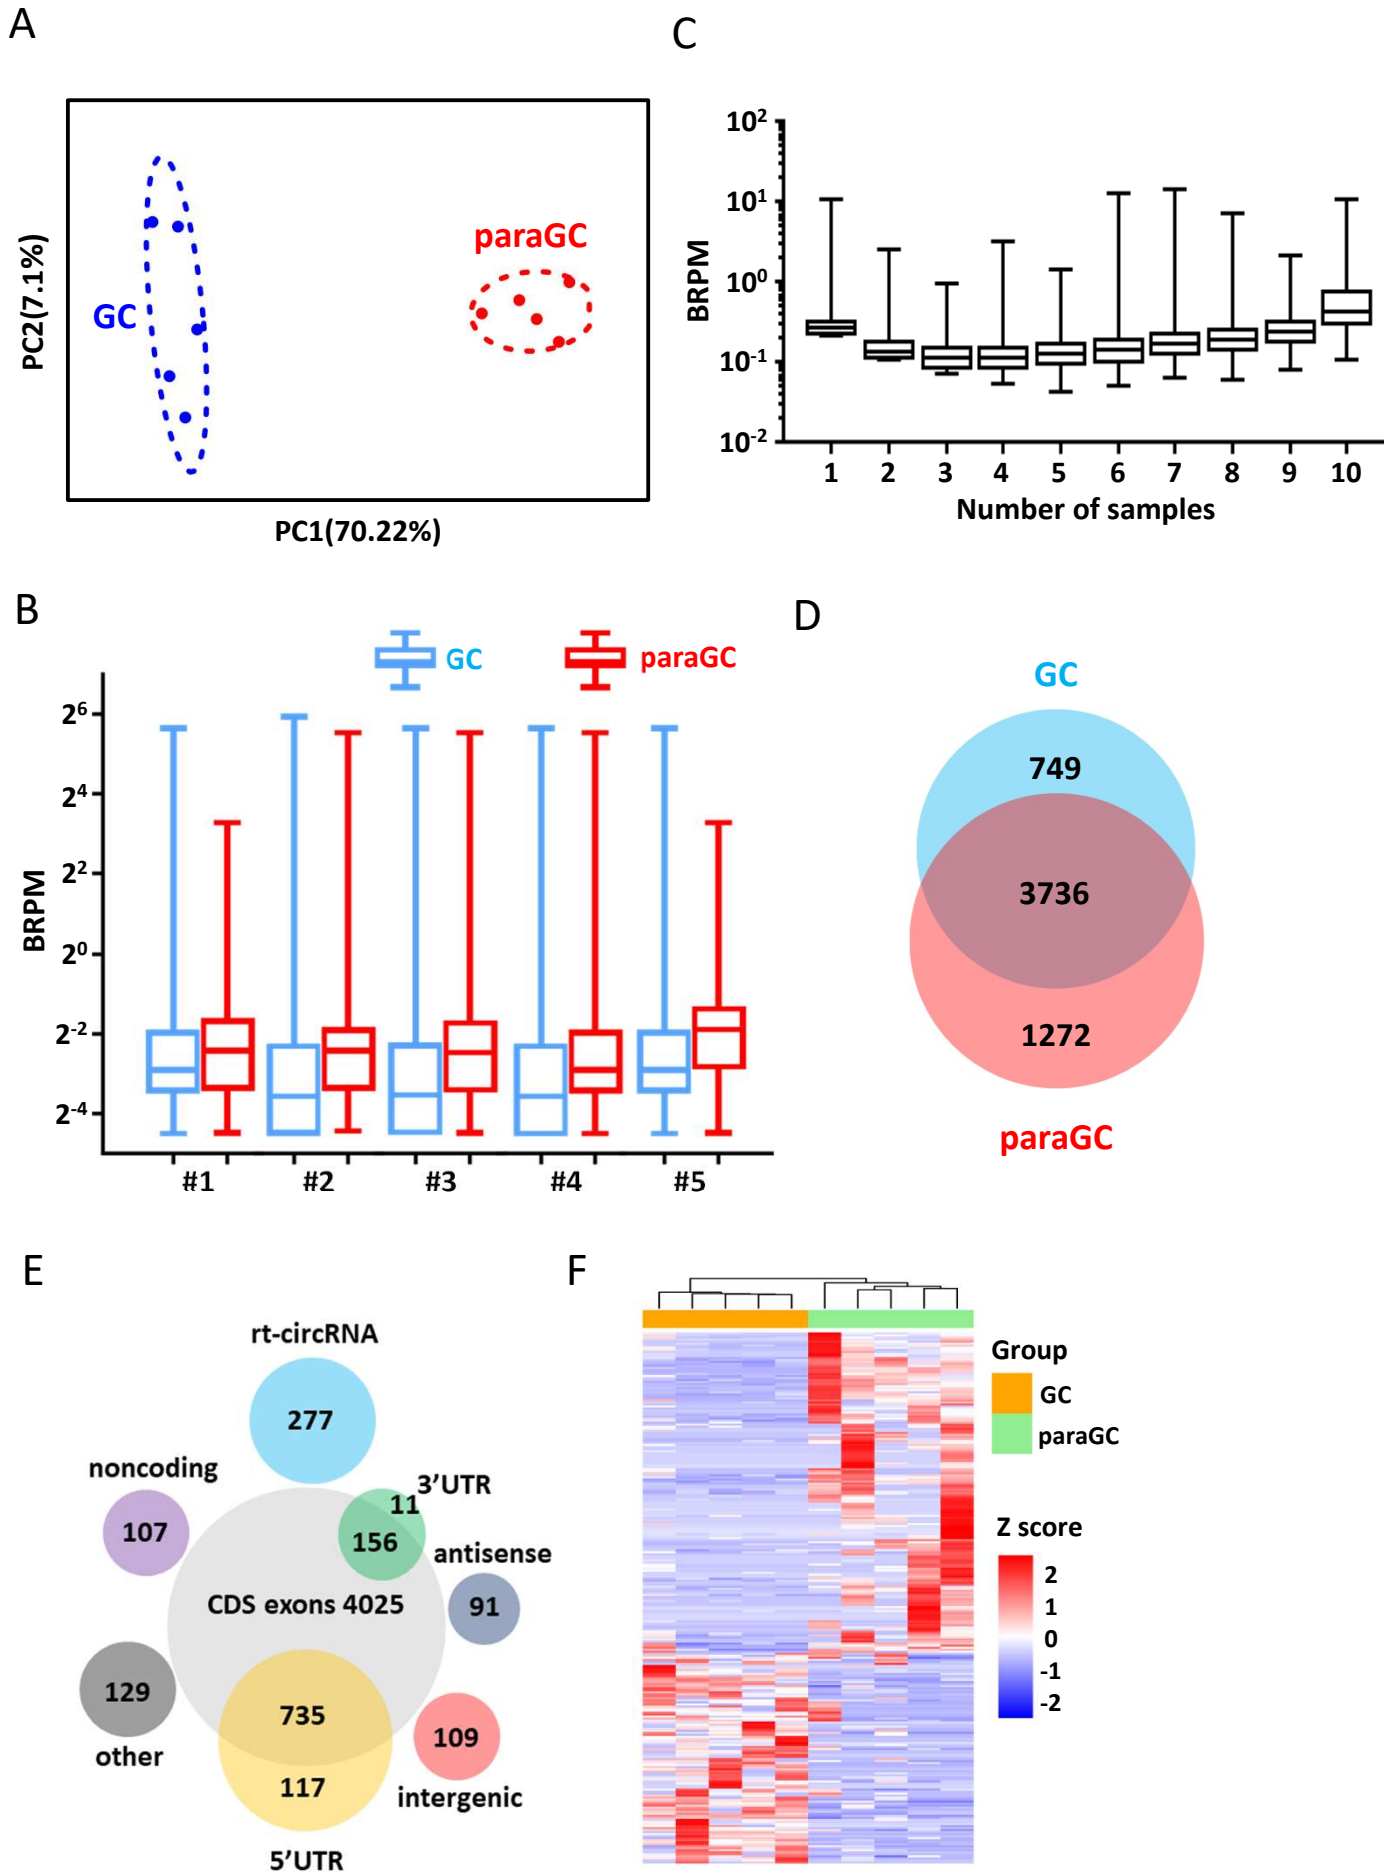 A
PC2(7.1%)
GC
paraGC
PC1(70.22%)
C
BRPM
10²
10¹
10⁰
10⁻¹
10⁻²
1 2 3 4 5 6 7 8 9 10
Number of samples
B
GC
paraGC
BRPM
2⁶
2⁴
2²
2⁰
2⁻²
2⁻⁴
#1 #2 #3 #4 #5
D
GC
749
3736
1272
paraGC
E
rt-circRNA
277
noncoding
107
3'UTR
11
156
antisense
91
CDS exons 4025
129
other
735
117
5'UTR
109
intergenic
F
Group
GC
paraGC
Z score
2
1
0
-1
-2